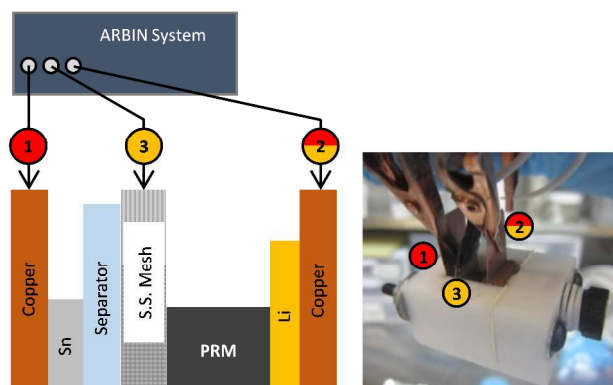 ARBIN System
1
3
2
Copper
Sn
Separator
S.S. Mesh
PRM
Li
Copper
1
2
3